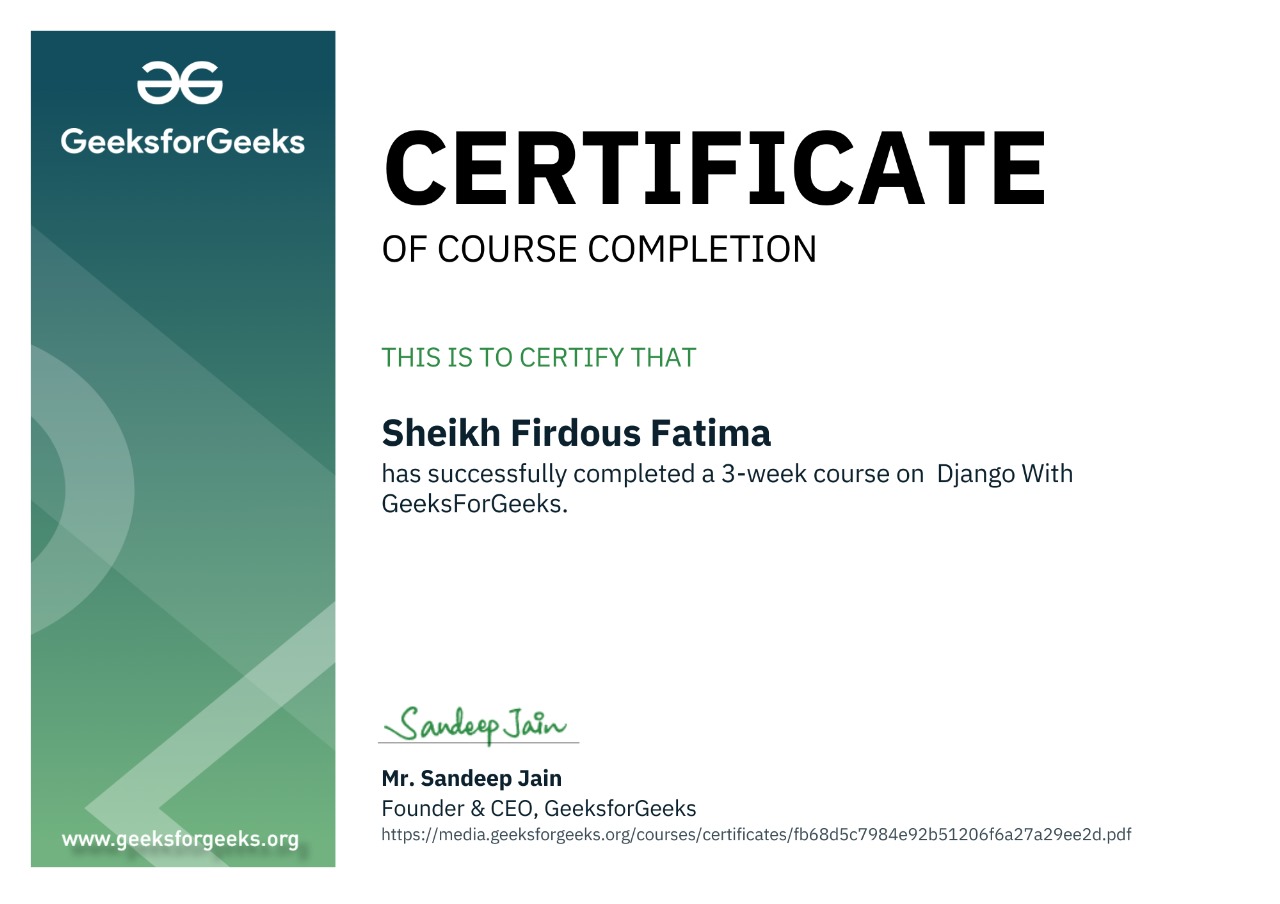 GeeksforGeeks
CERTIFICATE
OF COURSE COMPLETION
THIS IS TO CERTIFY THAT
Sheikh Firdous Fatima
has successfully completed a 3-week course on  Django With
GeeksForGeeks.
Sandeep Jain
Mr. Sandeep Jain
Founder & CEO, GeeksforGeeks
https://media.geeksforgeeks.org/courses/certificates/fb68d5c7984e92b51206f6a27a29ee2d.pdf
www.geeksforgeeks.org